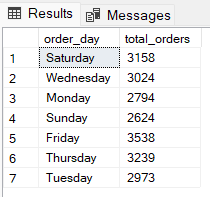 Results Messages
order_day total_orders
1 Saturday 3158
2 Wednesday 3024
3 Monday 2794
4 Sunday 2624
5 Friday 3538
6 Thursday 3239
7 Tuesday 2973